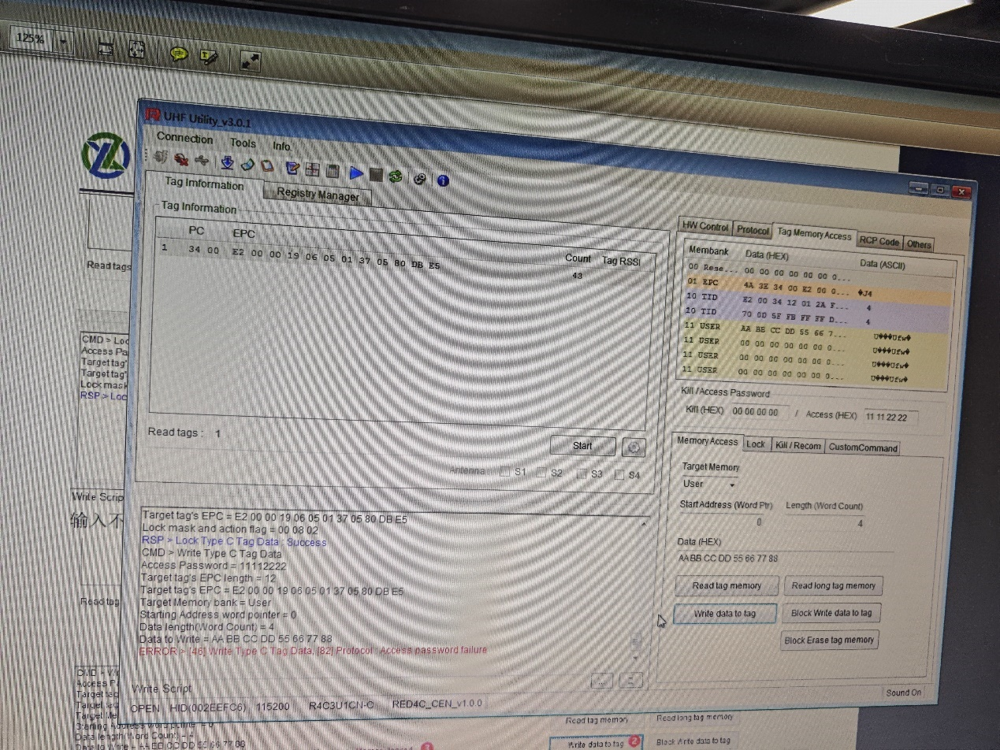 125%
UHF Utility_v3.0.1
Connection Tools Info
Tag Imformation Registry Manager
Tag Information
PC EPC Count Tag RSSI
1 34 00 E2 00 00 19 06 05 01 37 05 80 DB E5 43
Read tags : 1
Start
Antenna S1 S2 S3 S4
Target tag's EPC = E2 00 00 19 06 05 01 37 05 80 DB E5
Lock mask and action flag = 00 08 02
RSP > Lock Type C Tag Data : Success
CMD > Write Type C Tag Data
Access Password = 11112222
Target tag's EPC length = 12
Target tag's EPC = E2 00 00 19 06 05 01 37 05 80 DB E5
Target Memory bank = User
Starting Address word pointer = 0
Data length(Word Count) = 4
Data to Write = AA BB CC DD 55 66 77 88
ERROR > [46] Write Type C Tag Data, [82] Protocol : Access password failure
Write Script
OPEN HID(002EEFC6) 115200 R4C3U1CN-C RED4C_CEN_v1.0.0
HW Control Protocol Tag Memory Access RCP Code Others
Membank Data (HEX) Data (ASCII)
00 Rese... 00 00 00 00 00 00 0...
01 EPC 4A 3E 34 00 E2 00 0... �J4
10 TID E2 00 34 12 01 2A F... 4
10 TID 70 0D 5F FB FF FF D... 4
11 USER AA BB CC DD 55 66 7... U���Ufw�
11 USER 00 00 00 00 00 00 0... U���Ufw�
11 USER 00 00 00 00 00 00 0... U���Ufw�
11 USER 00 00 00 00 00 00 0... U���Ufw�
Kill /Access Password
Kill (HEX) 00 00 00 00 / Access (HEX) 11 11 22 22
Memory Access Lock Kill / Recom CustomCommand
Target Memory
User
Start Address (Word Ptr) Length (Word Count)
0 4
Data (HEX)
AA BB CC DD 55 66 77 88
Read tag memory Read long tag memory
Write data to tag Block Write data to tag
Block Erase tag memory
Sound On
Read tags
CMD > Loc
Access Pa
Target tag'
Target tag'
Lock mask
RSP > Loc
Write Scrip
输入不
Read tag
CMD > Wr
Access P
Target tag
Target tag
Target Me
Starting Address word pointer = 0
Data length(Word Count) = 4
Read tag memory Read long tag memory
Write data to tag 2 Block Write data to tag